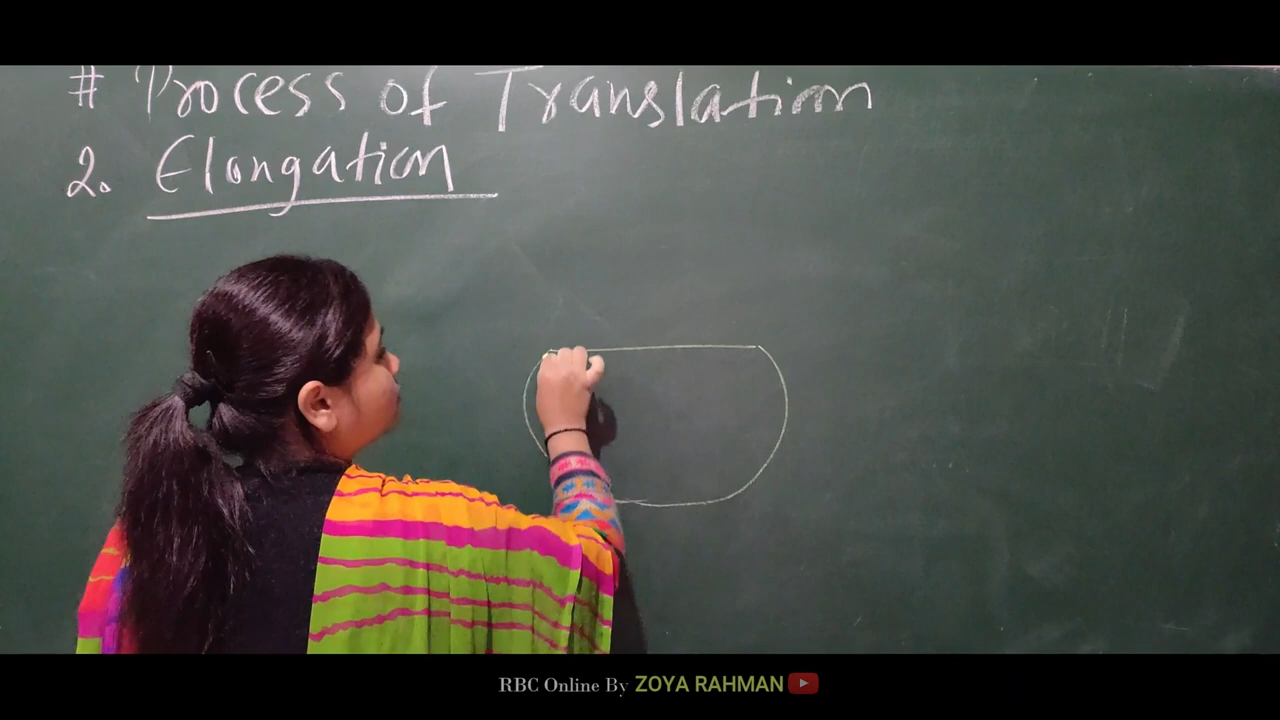 # Process of Translation
2. Elongation
RBC Online By ZOYA RAHMAN